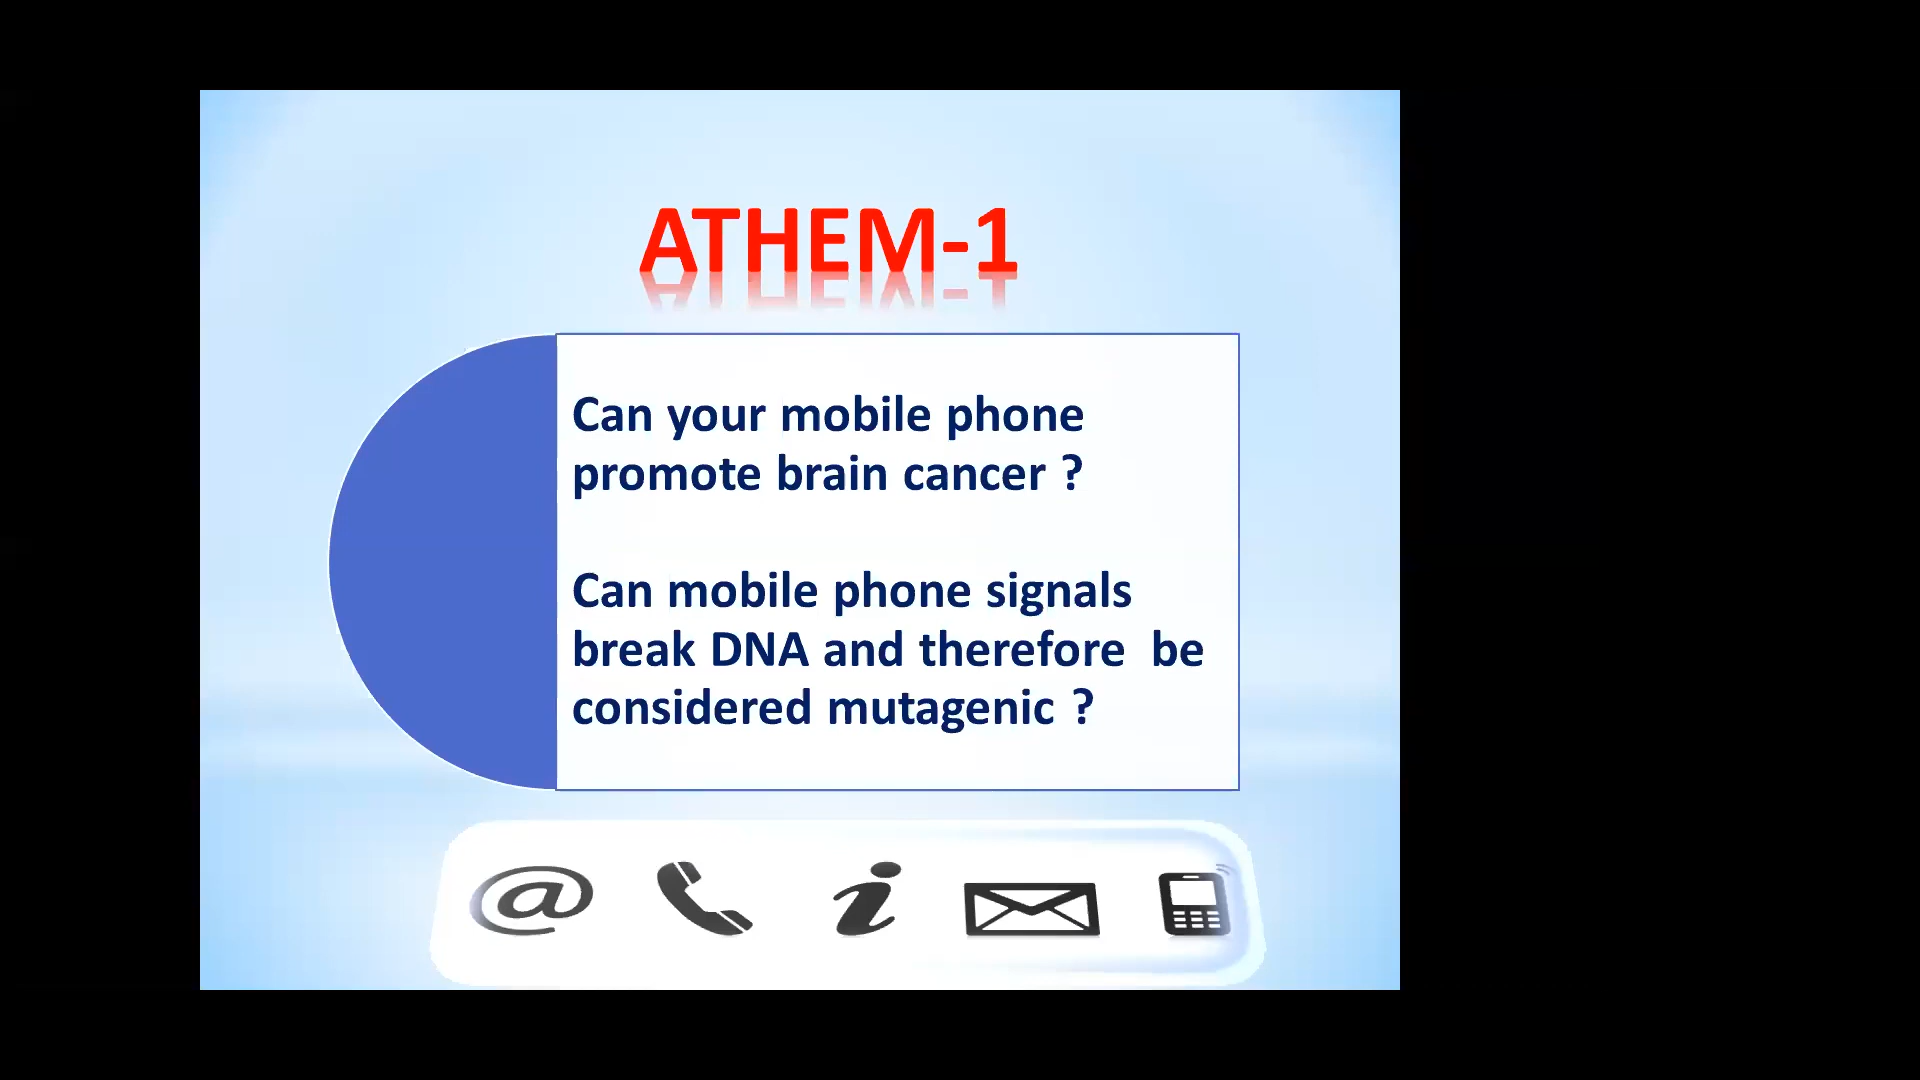 ATHEM-1
Can your mobile phone
promote brain cancer ?
Can mobile phone signals
break DNA and therefore  be
considered mutagenic ?